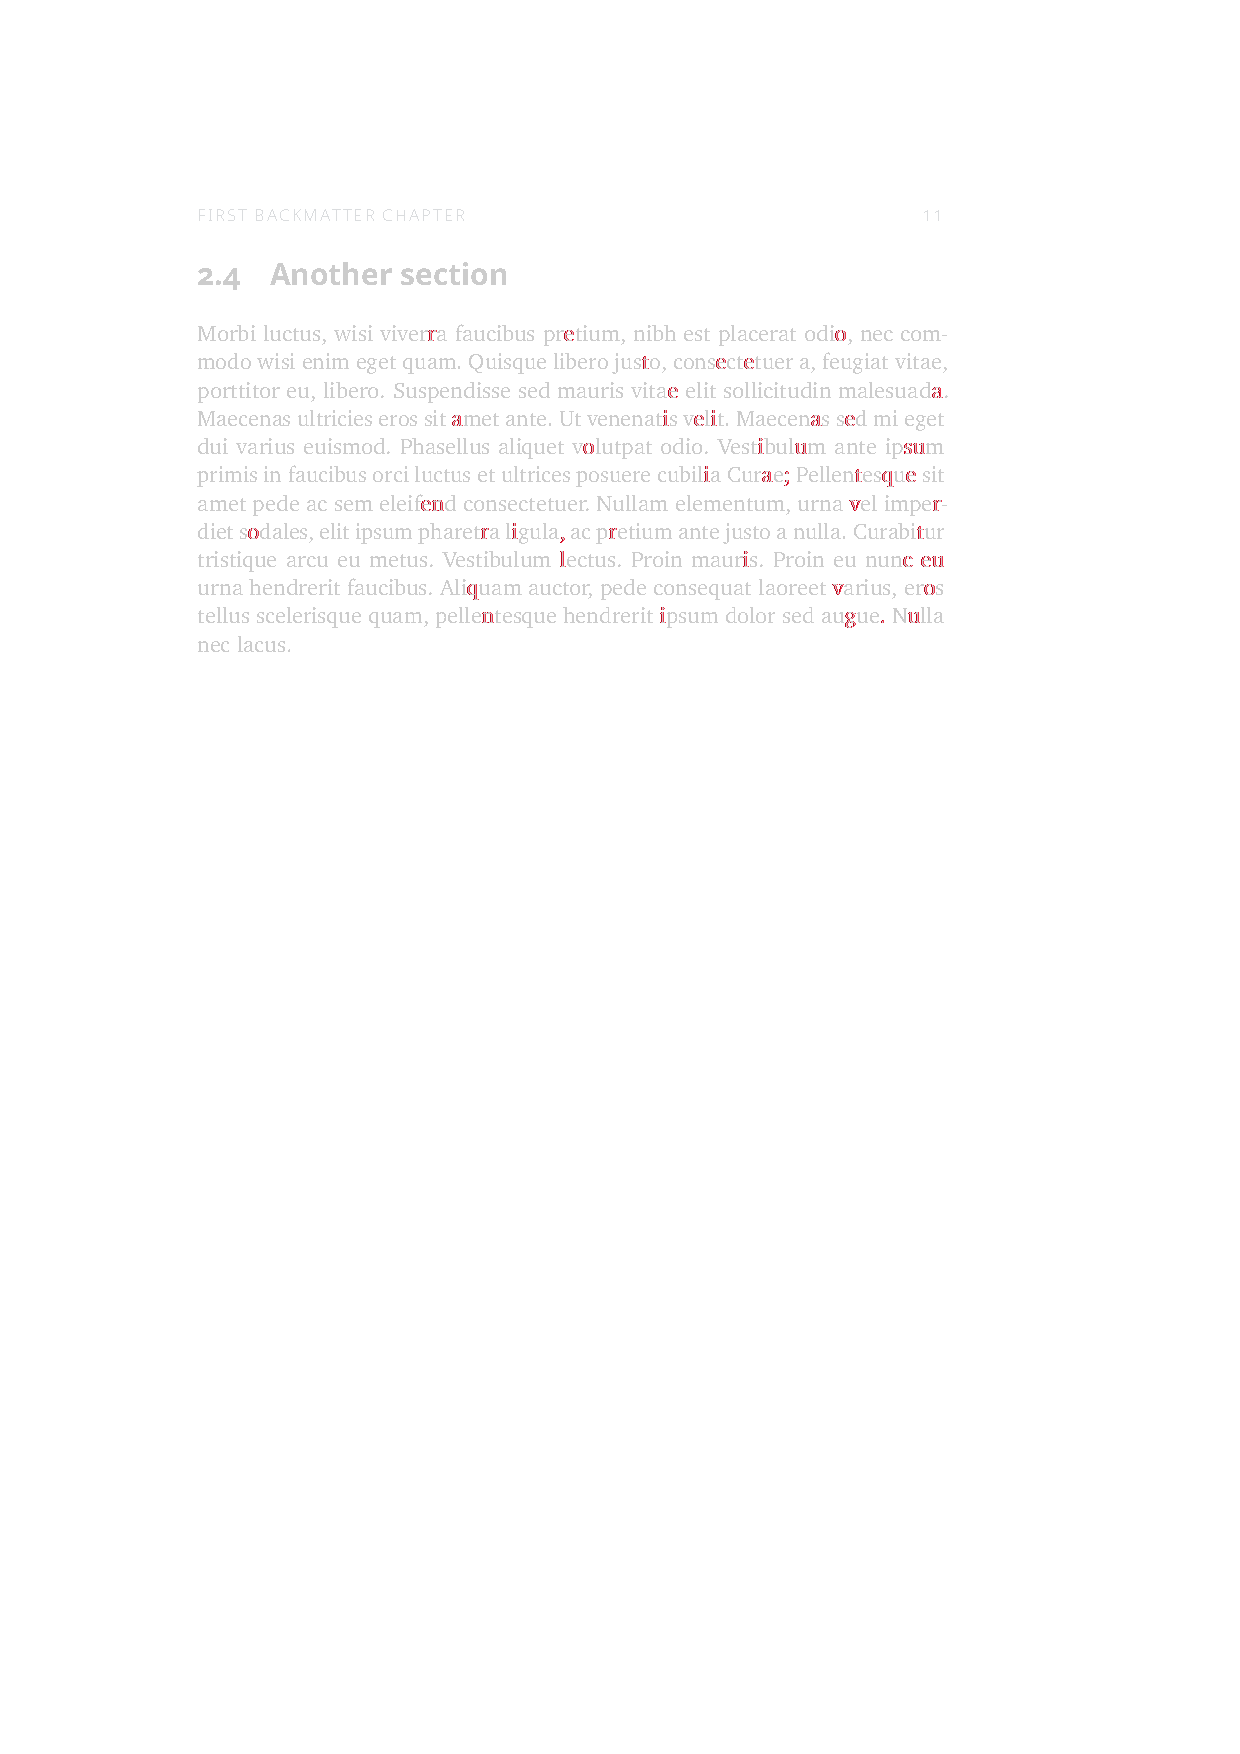 FIRST BACKMATTER CHAPTER 11
2.4 Another section
Morbi luctus, wisi viverra faucibus pretium, nibh est placerat odio, nec com-
modo wisi enim eget quam. Quisque libero justo, consectetuer a, feugiat vitae,
porttitor eu, libero. Suspendisse sed mauris vitae elit sollicitudin malesuada.
Maecenas ultricies eros sit amet ante. Ut venenatis velit. Maecenas sed mi eget
dui varius euismod. Phasellus aliquet volutpat odio. Vestibulum ante ipsum
primis in faucibus orci luctus et ultrices posuere cubilia Curae; Pellentesque sit
amet pede ac sem eleifend consectetuer. Nullam elementum, urna vel imper-
diet sodales, elit ipsum pharetra ligula, ac pretium ante justo a nulla. Curabitur
tristique arcu eu metus. Vestibulum lectus. Proin mauris. Proin eu nunc eu
urna hendrerit faucibus. Aliquam auctor, pede consequat laoreet varius, eros
tellus scelerisque quam, pellentesque hendrerit ipsum dolor sed augue. Nulla
nec lacus.